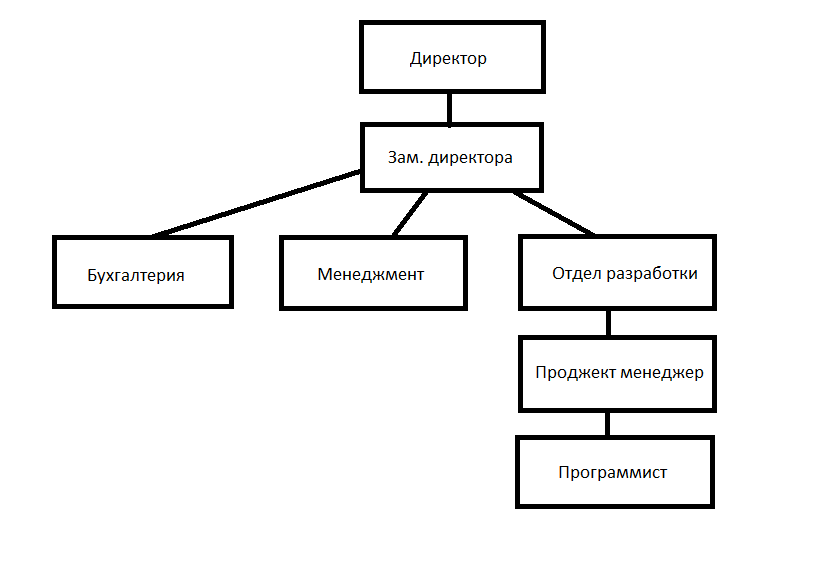 Директор
Зам. директора
Бухгалтерия
Менеджмент
Отдел разработки
Проджект менеджер
Программист